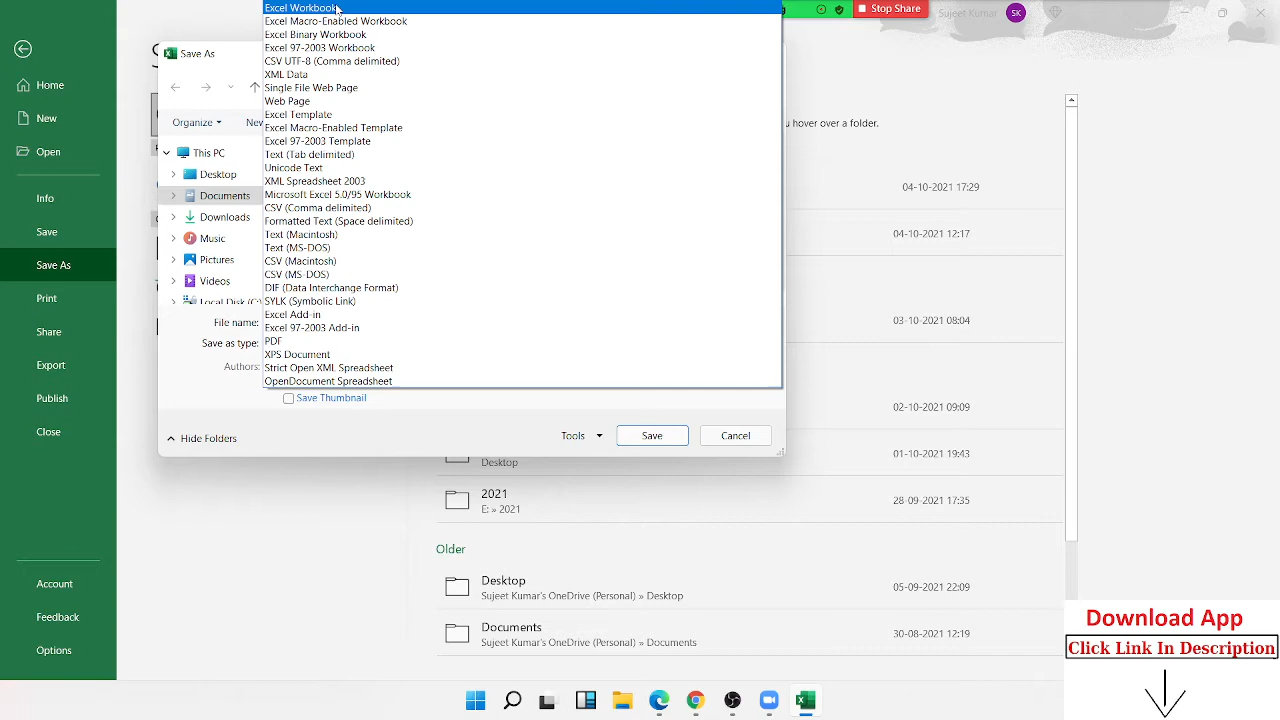 Excel Workbook
Excel Macro-Enabled Workbook
Excel Binary Workbook
Excel 97-2003 Workbook
CSV UTF-8 (Comma delimited)
XML Data
Single File Web Page
Web Page
Excel Template
Excel Macro-Enabled Template
Excel 97-2003 Template
Text (Tab delimited)
Unicode Text
XML Spreadsheet 2003
Microsoft Excel 5.0/95 Workbook
CSV (Comma delimited)
Formatted Text (Space delimited)
Text (Macintosh)
Text (MS-DOS)
CSV (Macintosh)
CSV (MS-DOS)
DIF (Data Interchange Format)
SYLK (Symbolic Link)
Excel Add-in
Excel 97-2003 Add-in
PDF
XPS Document
Strict Open XML Spreadsheet
OpenDocument Spreadsheet
Stop Share
Sujeet Kumar
SK
Home
New
Open
Info
Save
Save As
Print
Share
Export
Publish
Close
Account
Feedback
Options
Save As
Organize
This PC
Desktop
Documents
Downloads
Music
Pictures
Videos
Local Disk (C:)
File name:
Save as type:
Authors:
Save Thumbnail
Hide Folders
Tools
Save
Cancel
u hover over a folder.
04-10-2021 17:29
04-10-2021 12:17
03-10-2021 08:04
02-10-2021 09:09
Desktop
01-10-2021 19:43
2021
28-09-2021 17:35
E: » 2021
Older
Desktop
05-09-2021 22:09
Sujeet Kumar's OneDrive (Personal) » Desktop
Documents
30-08-2021 12:19
Sujeet Kumar's OneDrive (Personal) » Documents
Download App
Click Link In Description